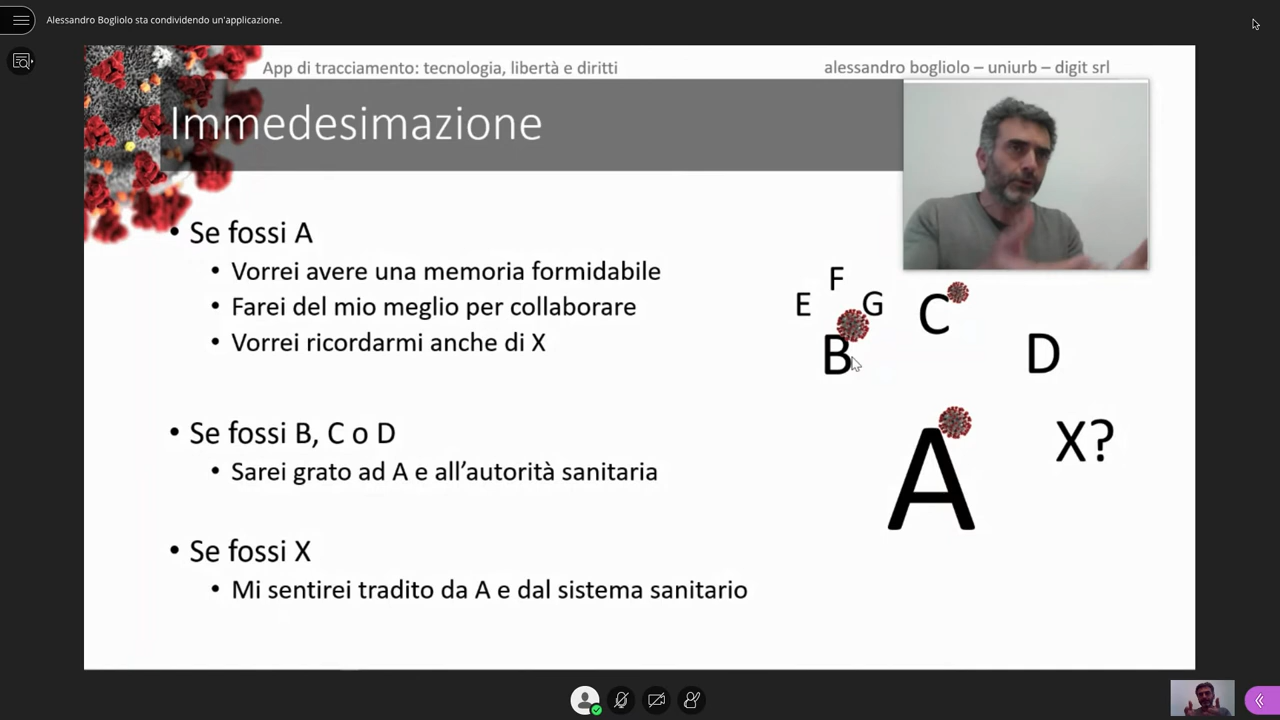 Alessandro Bogliolo sta condividendo un'applicazione.
App di tracciamento: tecnologia, libertà e diritti
alessandro bogliolo – uniurb – digit srl
Immedesimazione
• Se fossi A
• Vorrei avere una memoria formidabile
• Farei del mio meglio per collaborare
• Vorrei ricordarmi anche di X
• Se fossi B, C o D
• Sarei grato ad A e all'autorità sanitaria
• Se fossi X
• Mi sentirei tradito da A e dal sistema sanitario
F
E
G
C
B
D
X?
A